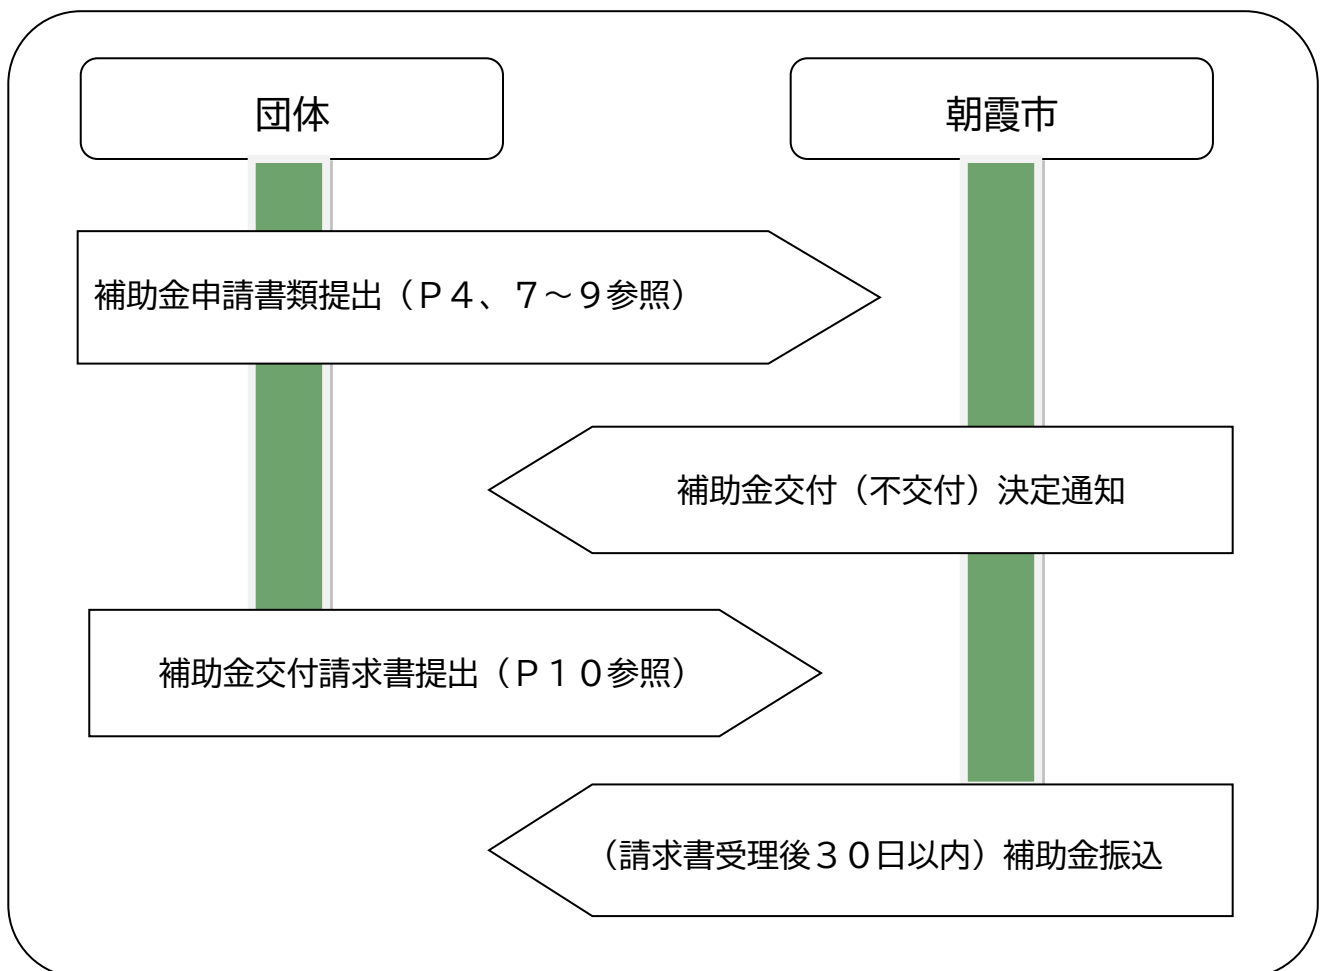 団体
朝霞市
補助金申請書類提出（Ｐ４、７～９参照）
補助金交付（不交付）決定通知
補助金交付請求書提出（Ｐ１０参照）
（請求書受理後３０日以内）補助金振込